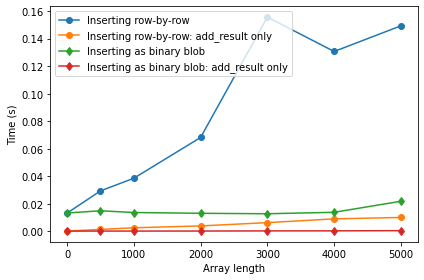 Inserting row-by-row
Inserting row-by-row: add_result only
Inserting as binary blob
Inserting as binary blob: add_result only
Time (s)
0.16
0.14
0.12
0.10
0.08
0.06
0.04
0.02
0.00
0 1000 2000 3000 4000 5000
Array length